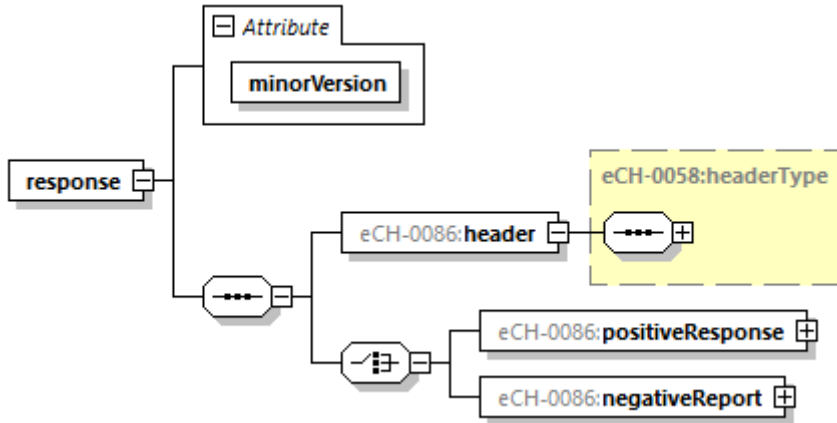 Attribute
minorVersion
response
eCH-0058:headerType
eCH-0086:header
eCH-0086:positiveResponse
eCH-0086:negativeReport